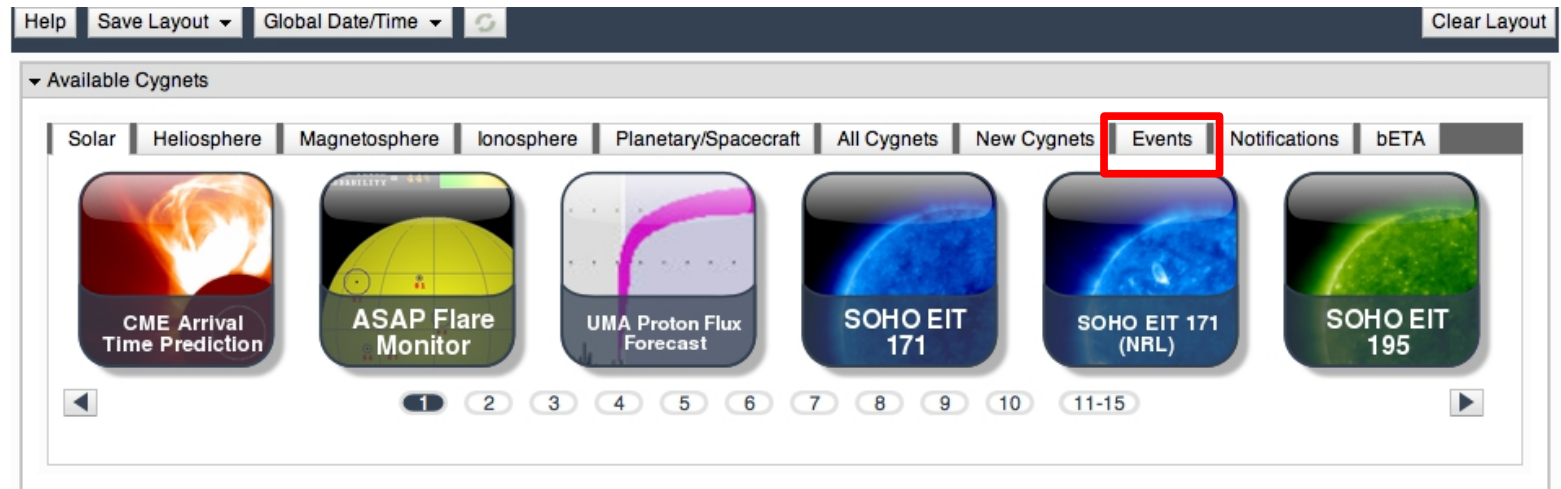 Help Save Layout Global Date/Time Clear Layout
Available Cygnets
Solar Heliosphere Magnetosphere Ionosphere Planetary/Spacecraft All Cygnets New Cygnets Events Notifications bETA
CME Arrival
Time Prediction
ASAP Flare
Monitor
UMA Proton Flux
Forecast
SOHO EIT
171
SOHO EIT 171
(NRL)
SOHO EIT
195
1 2 3 4 5 6 7 8 9 10 11-15